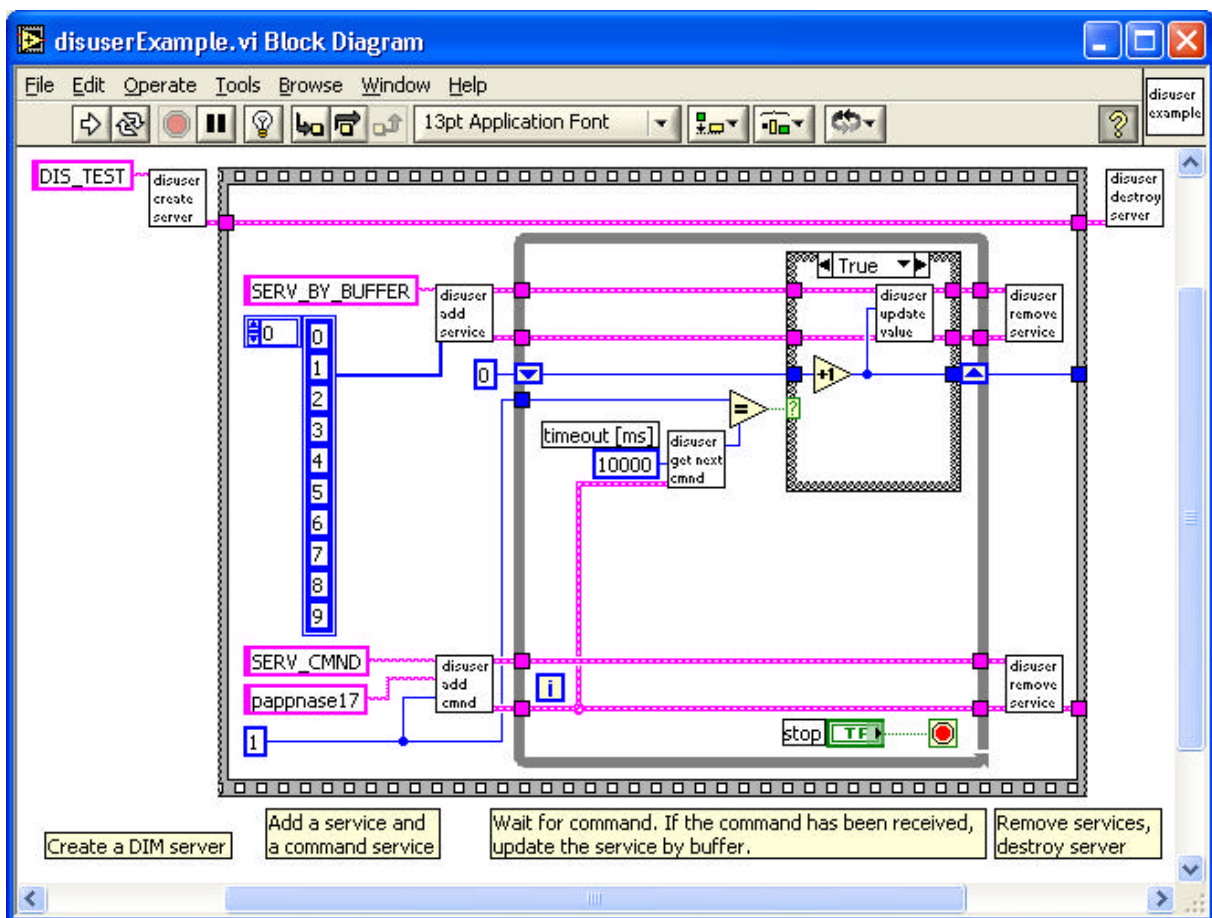 disuserExample.vi Block Diagram
File Edit Operate Tools Browse Window Help
disuser
example
13pt Application Font
DIS_TEST
disuser
create
server
disuser
destroy
server
True
SERV_BY_BUFFER
disuser
add
service
disuser
update
value
disuser
remove
service
0
0
1
2
3
4
5
6
7
8
9
0
+1
=
?
timeout [ms]
10000
disuser
get next
cmnd
SERV_CMND
pappnase17
1
disuser
add
cmnd
i
disuser
remove
service
stop
TF
Create a DIM server
Add a service and
a command service
Wait for command. If the command has been received,
update the service by buffer.
Remove services,
destroy server